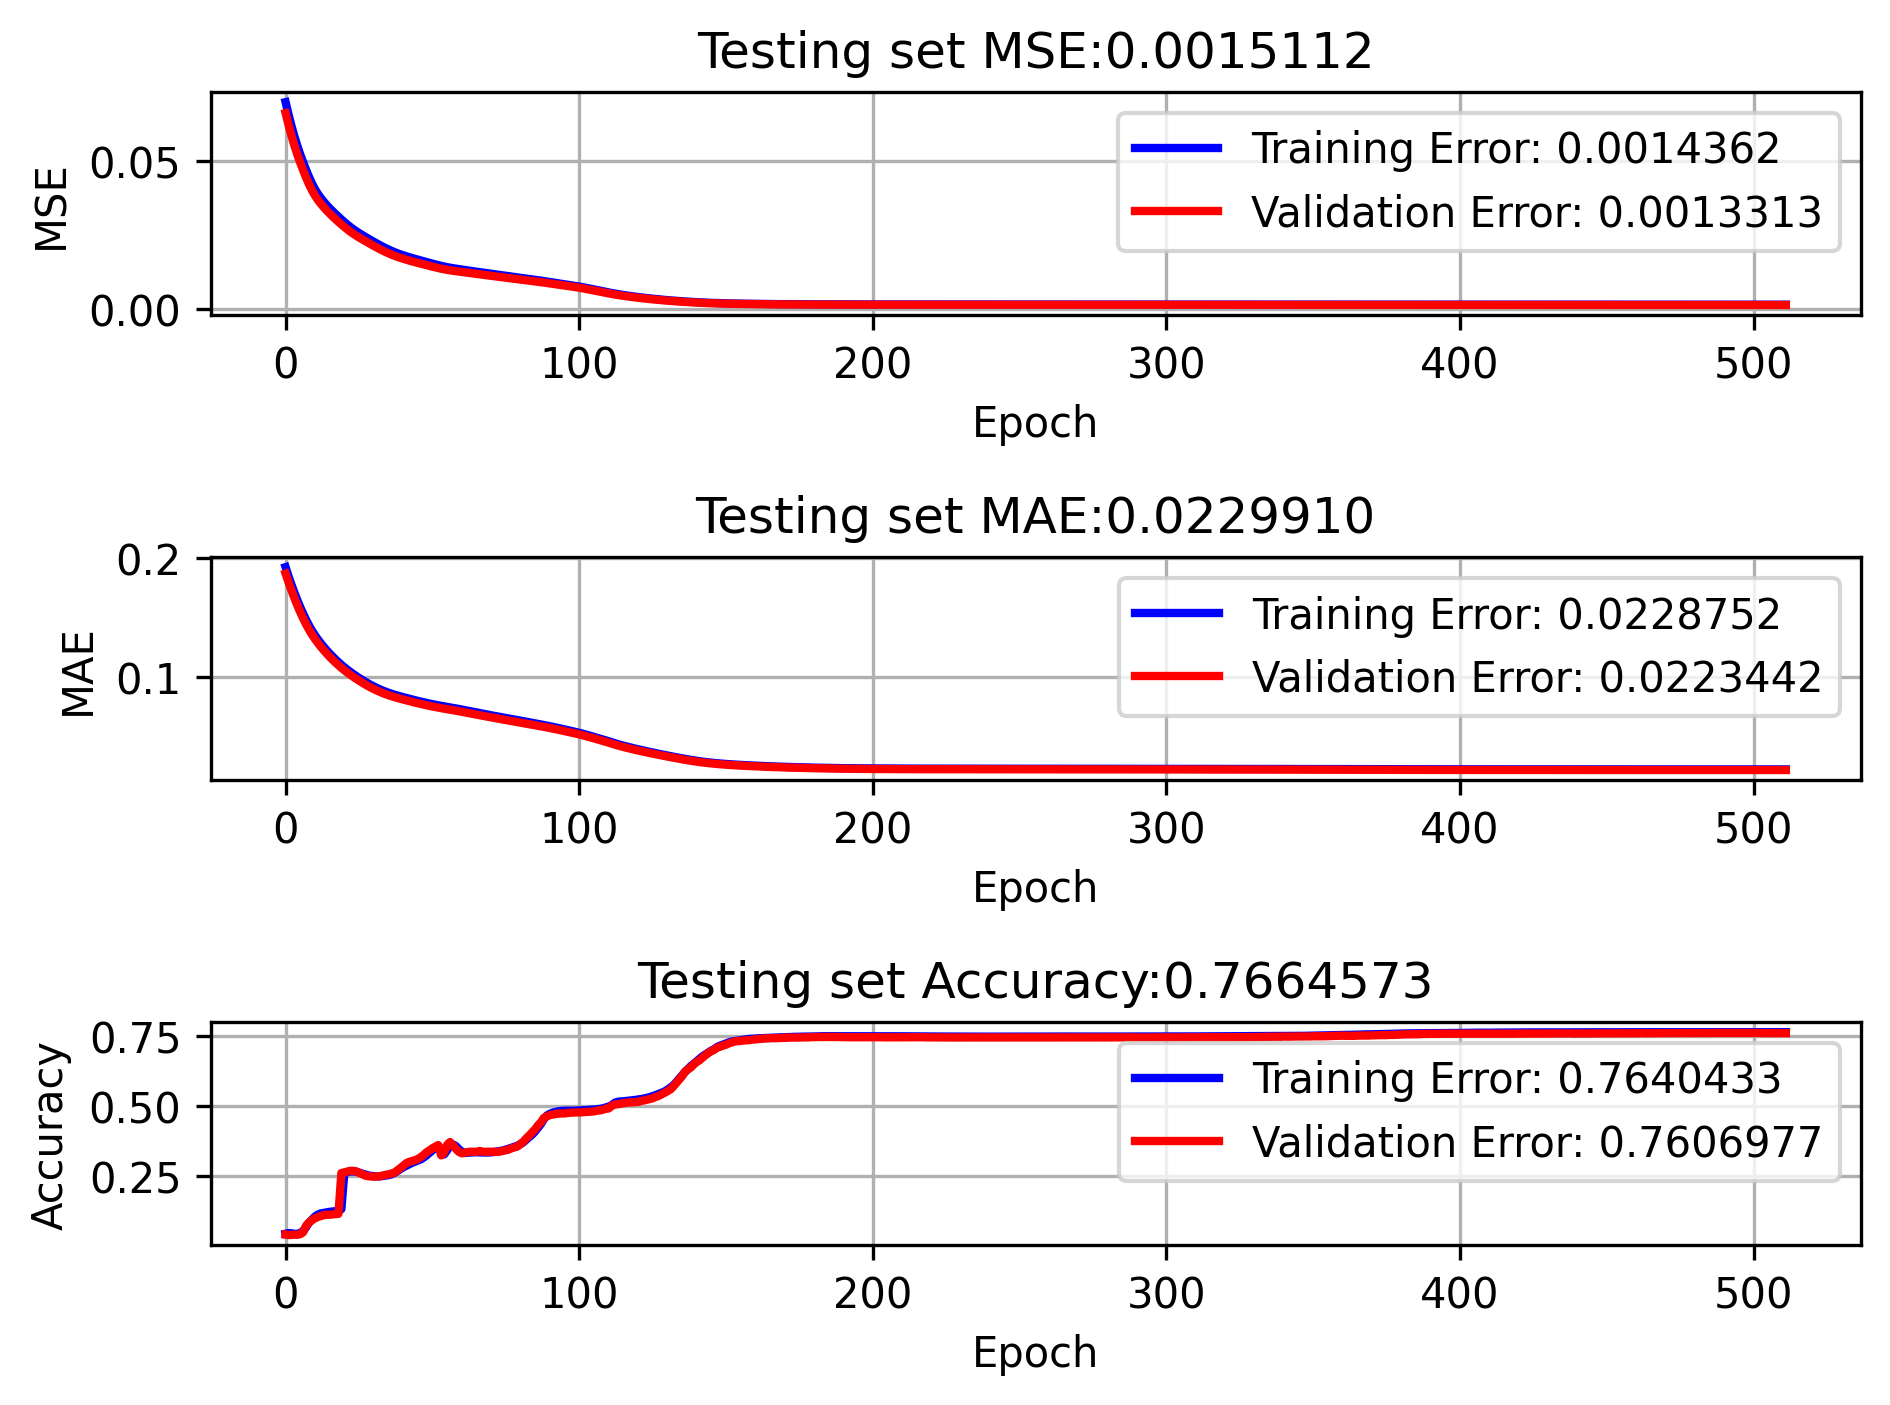 Testing set MSE:0.0015112
MSE
0.05
0.00
Training Error: 0.0014362
Validation Error: 0.0013313
0 100 200 300 400 500
Epoch
Testing set MAE:0.0229910
MAE
0.2
0.1
Training Error: 0.0228752
Validation Error: 0.0223442
0 100 200 300 400 500
Epoch
Testing set Accuracy:0.7664573
Accuracy
0.75
0.50
0.25
Training Error: 0.7640433
Validation Error: 0.7606977
0 100 200 300 400 500
Epoch